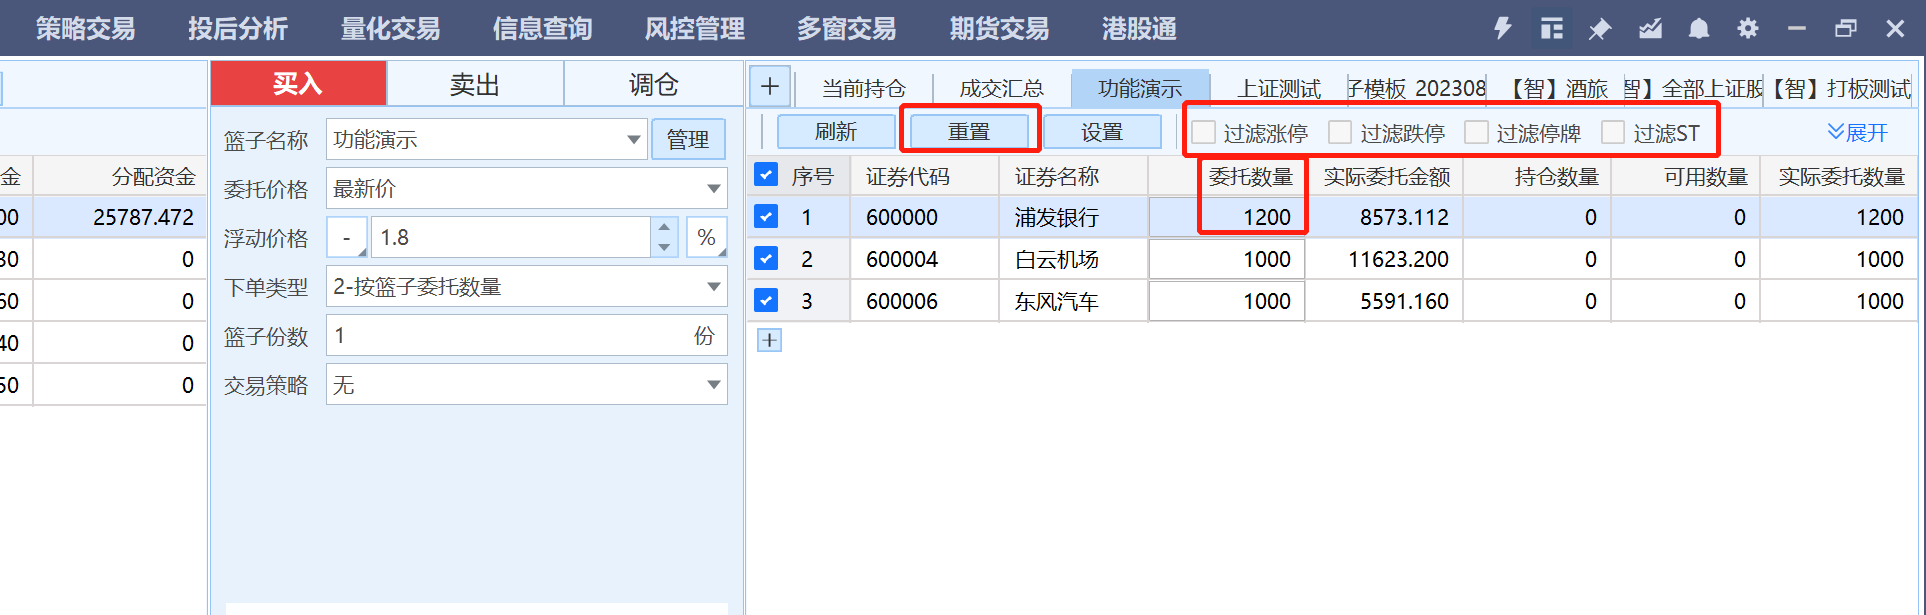 策略交易 投后分析 量化交易 信息查询 风控管理 多窗交易 期货交易 港股通
买入 卖出 调仓
+ 当前持仓 成交汇总 功能演示 上证测试 子模板_202308 【智】酒旅 智】全部上证股 【智】打板测试
篮子名称 功能演示 管理
刷新 重置 设置 过滤涨停 过滤跌停 过滤停牌 过滤ST 展开
金 分配资金
委托价格 最新价
序号 证券代码 证券名称 委托数量 实际委托金额 持仓数量 可用数量 实际委托数量
00 25787.472
浮动价格 - 1.8 %
1 600000 浦发银行 1200 8573.112 0 0 1200
30 0
2 600004 白云机场 1000 11623.200 0 0 1000
下单类型 2-按篮子委托数量
60 0
3 600006 东风汽车 1000 5591.160 0 0 1000
篮子份数 1 份
40 0
+
交易策略 无
50 0